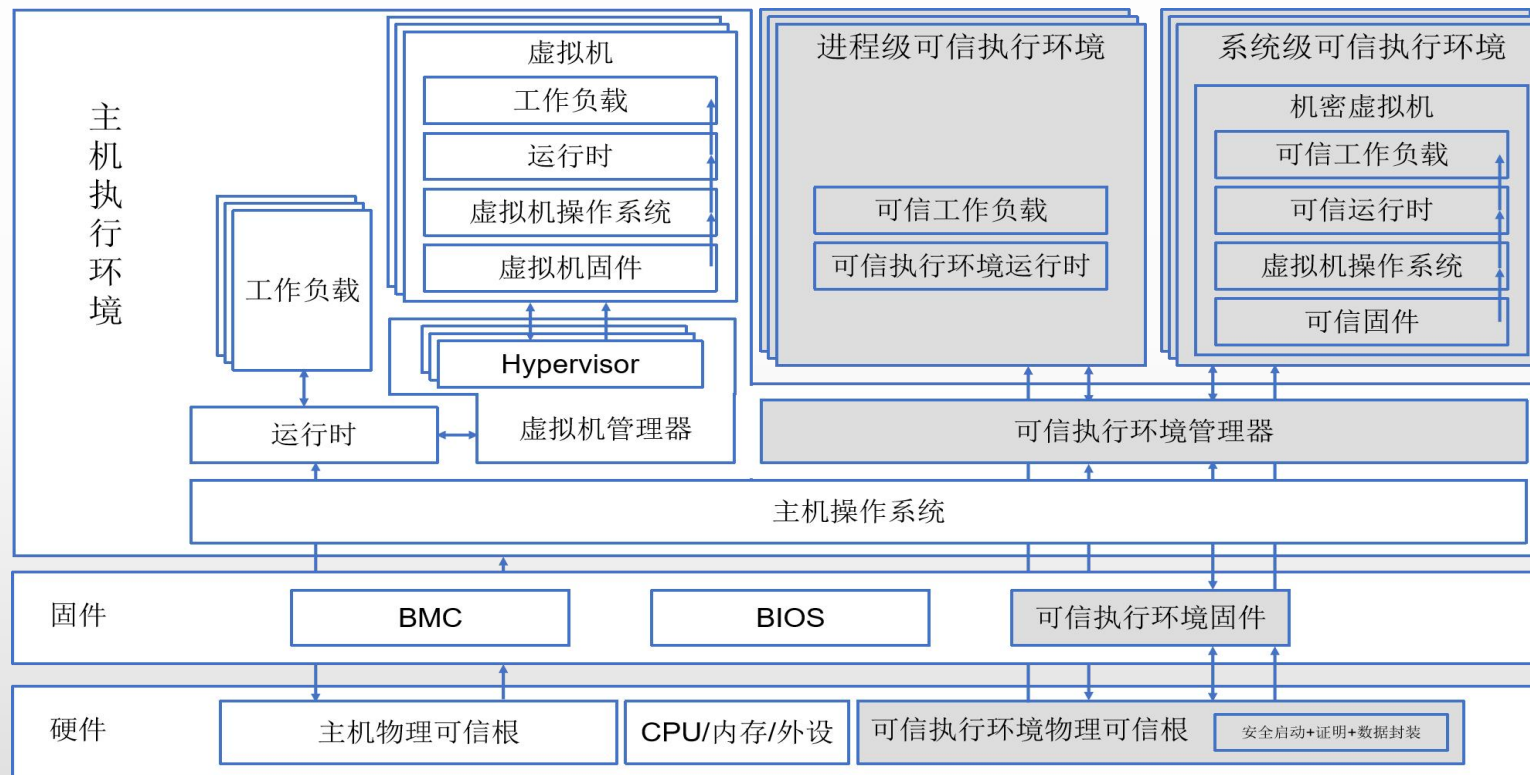 主机执行环境
虚拟机
工作负载
运行时
虚拟机操作系统
虚拟机固件
工作负载
Hypervisor
虚拟机管理器
运行时
进程级可信执行环境
可信工作负载
可信执行环境运行时
系统级可信执行环境
机密虚拟机
可信工作负载
可信运行时
虚拟机操作系统
可信固件
可信执行环境管理器
主机操作系统
固件
BMC
BIOS
可信执行环境固件
硬件
主机物理可信根
CPU/内存/外设
可信执行环境物理可信根
安全启动+证明+数据封装